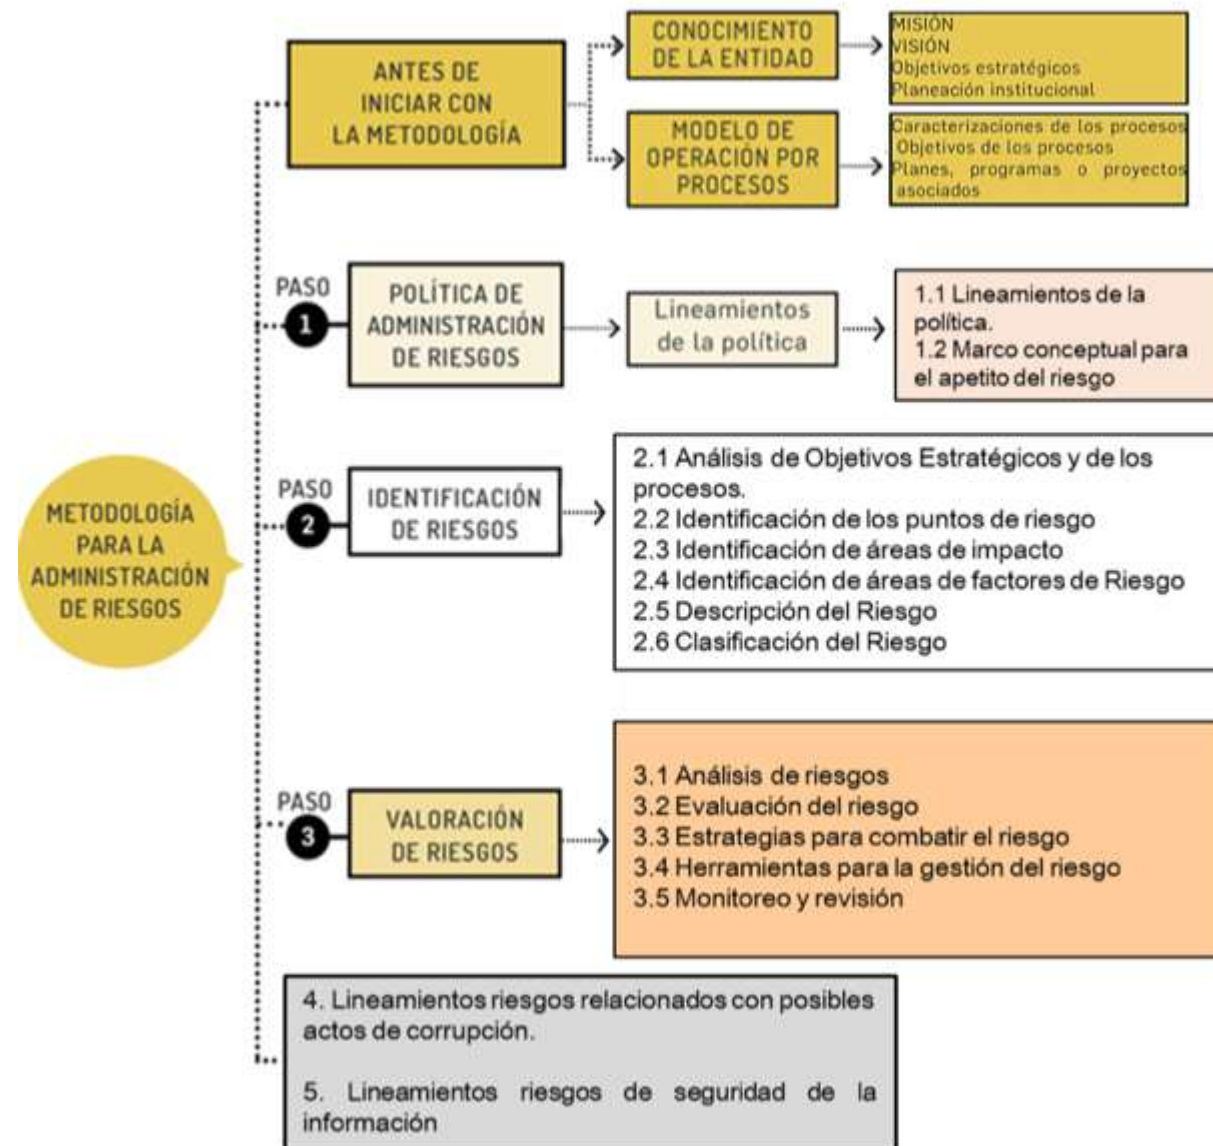 METODOLOGÍA
PARA LA
ADMINISTRACIÓN
DE RIESGOS
ANTES DE
INICIAR CON
LA METODOLOGÍA
CONOCIMIENTO
DE LA ENTIDAD
MISIÓN
VISIÓN
Objetivos estratégicos
Planeación institucional
MODELO DE
OPERACIÓN POR
PROCESOS
Caracterizaciones de los procesos
Objetivos de los procesos
Planes, programas o proyectos
asociados
PASO
1
POLÍTICA DE
ADMINISTRACIÓN
DE RIESGOS
Lineamientos
de la política
1.1 Lineamientos de la
política.
1.2 Marco conceptual para
el apetito del riesgo
PASO
2
IDENTIFICACIÓN
DE RIESGOS
2.1 Análisis de Objetivos Estratégicos y de los
procesos.
2.2 Identificación de los puntos de riesgo
2.3 Identificación de áreas de impacto
2.4 Identificación de áreas de factores de Riesgo
2.5 Descripción del Riesgo
2.6 Clasificación del Riesgo
PASO
3
VALORACIÓN
DE RIESGOS
3.1 Análisis de riesgos
3.2 Evaluación del riesgo
3.3 Estrategias para combatir el riesgo
3.4 Herramientas para la gestión del riesgo
3.5 Monitoreo y revisión
4. Lineamientos riesgos relacionados con posibles
actos de corrupción.
5. Lineamientos riesgos de seguridad de la
información